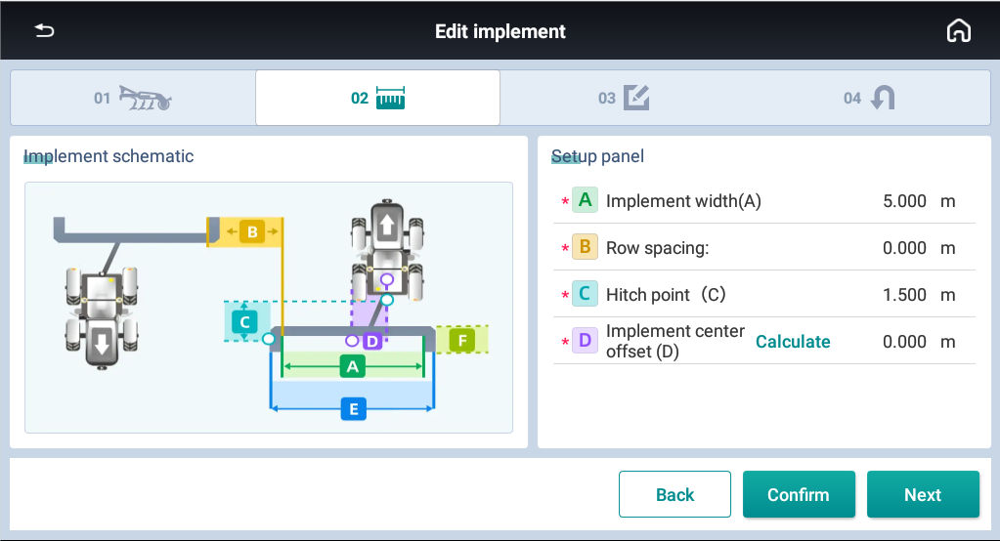 Edit implement
01
02
03
04
Implement schematic
B
C
D
F
A
E
Setup panel
* A Implement width(A) 5.000 m
* B Row spacing: 0.000 m
* C Hitch point（C） 1.500 m
* D Implement center
offset (D) Calculate 0.000 m
Back
Confirm
Next